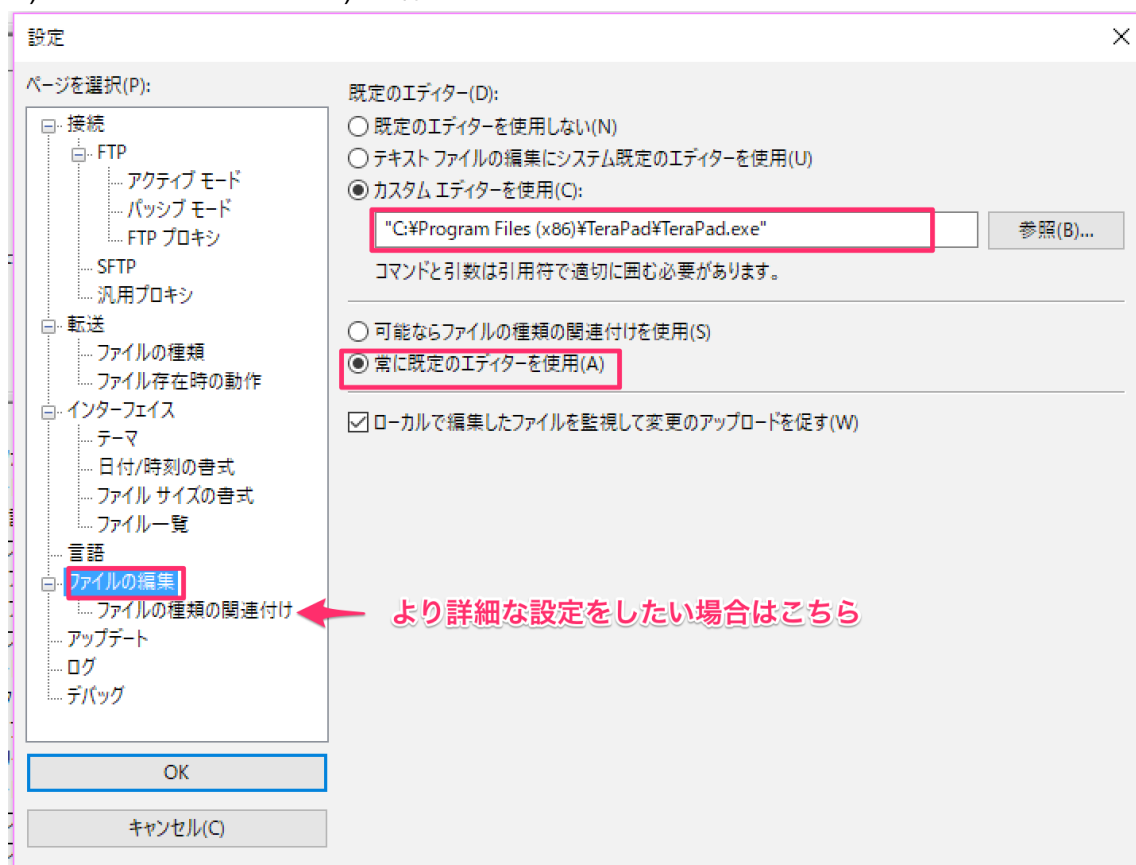 設定
ページを選択(P):
接続
FTP
アクティブ モード
パッシブ モード
FTP プロキシ
SFTP
汎用プロキシ
転送
ファイルの種類
ファイル存在時の動作
インターフェイス
テーマ
日付/時刻の書式
ファイル サイズの書式
ファイル一覧
言語
ファイルの編集
ファイルの種類の関連付け
アップデート
ログ
デバッグ
OK
キャンセル(C)
既定のエディター(D):
既定のエディターを使用しない(N)
テキスト ファイルの編集にシステム既定のエディターを使用(U)
カスタム エディターを使用(C):
"C:¥Program Files (x86)¥TeraPad¥TeraPad.exe"
参照(B)...
コマンドと引数は引用符で適切に囲む必要があります。
可能ならファイルの種類の関連付けを使用(S)
常に既定のエディターを使用(A)
ローカルで編集したファイルを監視して変更のアップロードを促す(W)
より詳細な設定をしたい場合はこちら